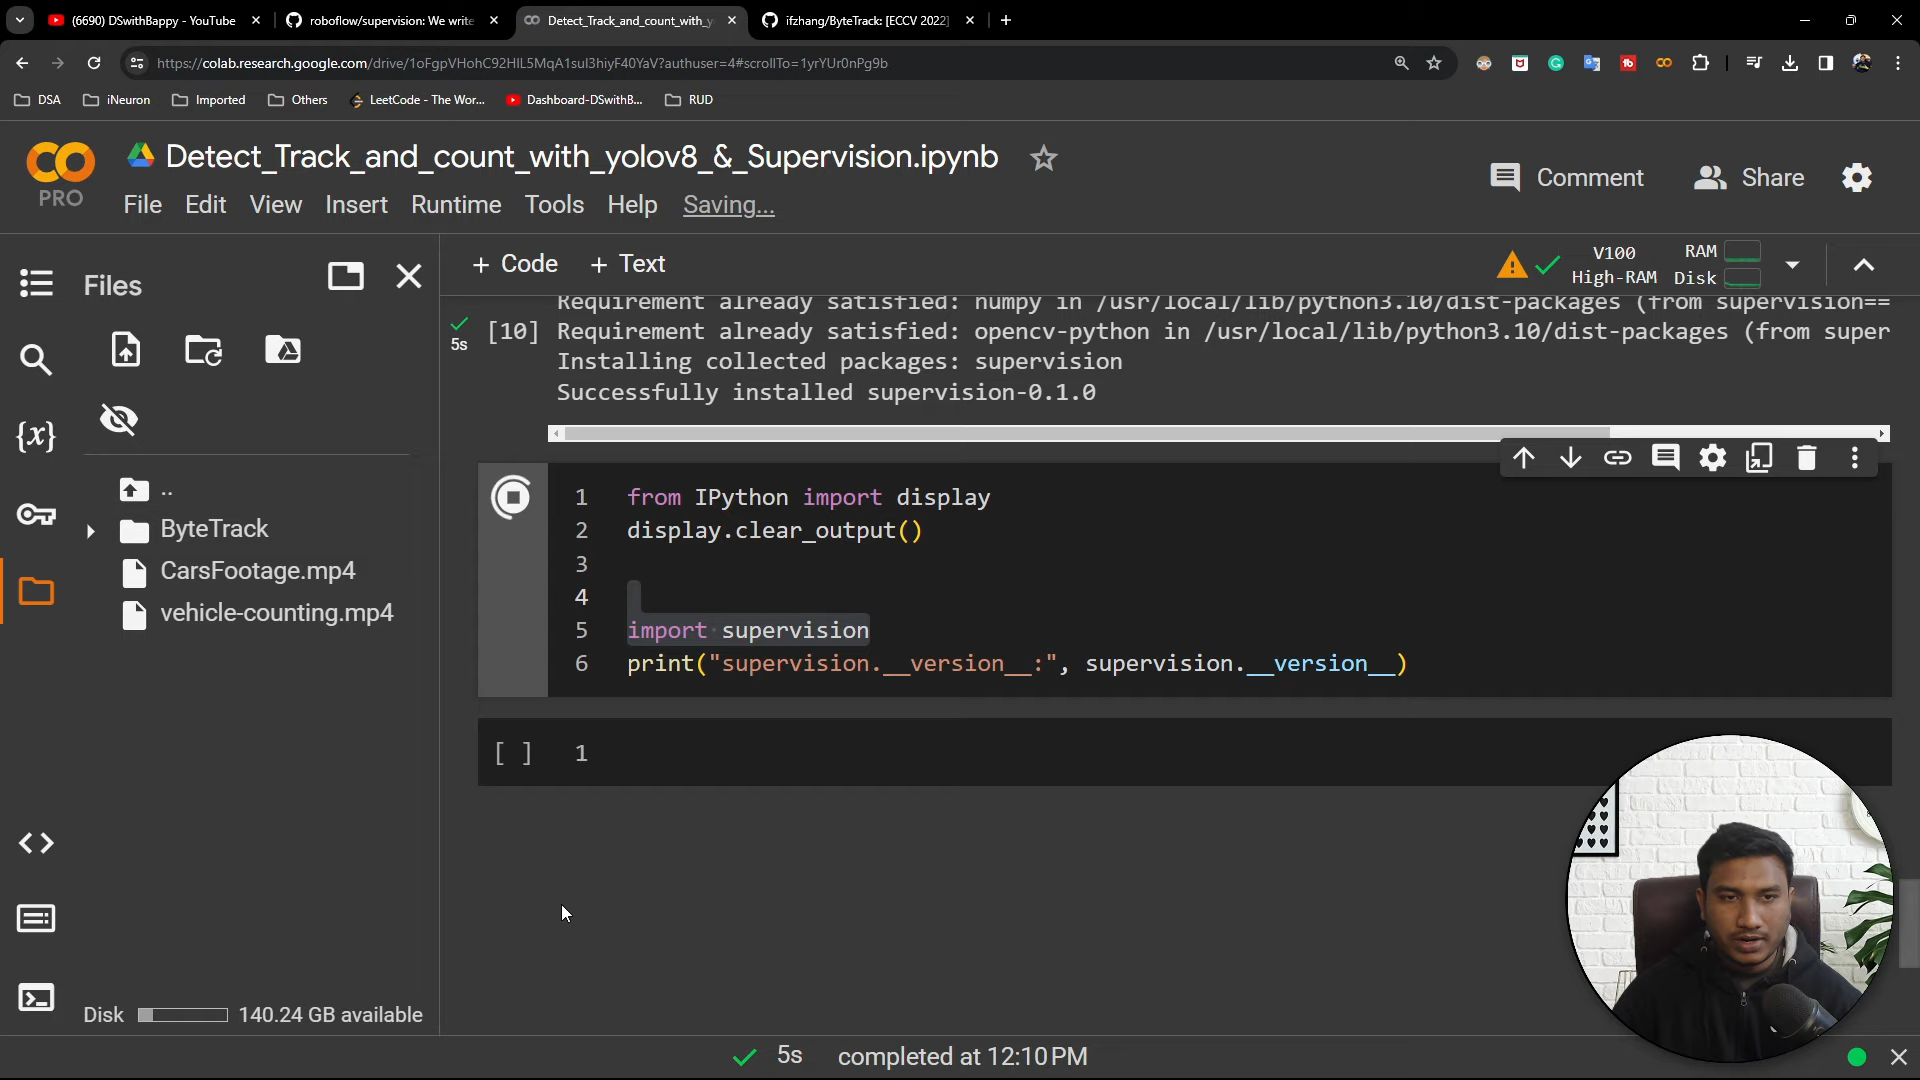 (6690) DSwithBappy - YouTube
roboflow/supervision: We write
Detect_Track_and_count_with_y
ifzhang/ByteTrack: [ECCV 2022]
https://colab.research.google.com/drive/1oFgpVHohC92HIL5MqA1sul3hiyF40YaV?authuser=4#scrollTo=1yrYUr0nPg9b
DSA
iNeuron
Imported
Others
LeetCode - The Wor...
Dashboard-DSwithB...
RUD
Detect_Track_and_count_with_yolov8_&_Supervision.ipynb
PRO
File Edit View Insert Runtime Tools Help Saving...
Comment
Share
Files
+ Code + Text
V100
High-RAM
RAM
Disk
Requirement already satisfied: numpy in /usr/local/lib/python3.10/dist-packages (from supervision==
5s
[10] Requirement already satisfied: opencv-python in /usr/local/lib/python3.10/dist-packages (from super
Installing collected packages: supervision
Successfully installed supervision-0.1.0
{x}
..
ByteTrack
CarsFootage.mp4
vehicle-counting.mp4
1 from IPython import display
2 display.clear_output()
3
4
5 import supervision
6 print("supervision.__version__:", supervision.__version__)
[ ] 1
Disk 140.24 GB available
5s completed at 12:10 PM